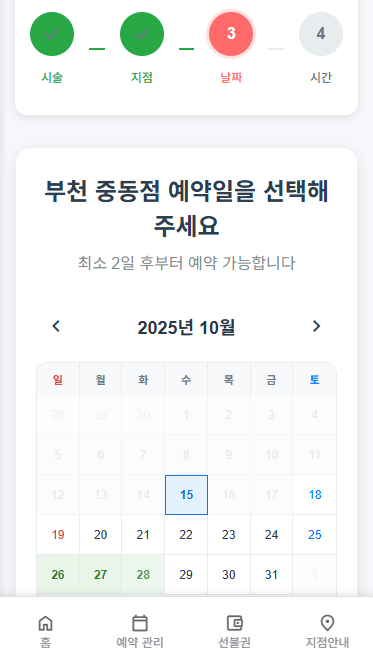 3
4
시술
지점
날짜
시간
부천 중동점 예약일을 선택해
주세요
최소 2일 후부터 예약 가능합니다
2025년 10월
일 월 화 수 목 금 토
28 29 30 1 2 3 4
5 6 7 8 9 10 11
12 13 14 15 16 17 18
19 20 21 22 23 24 25
26 27 28 29 30 31 1
홈 예약 관리 선불권 지점안내